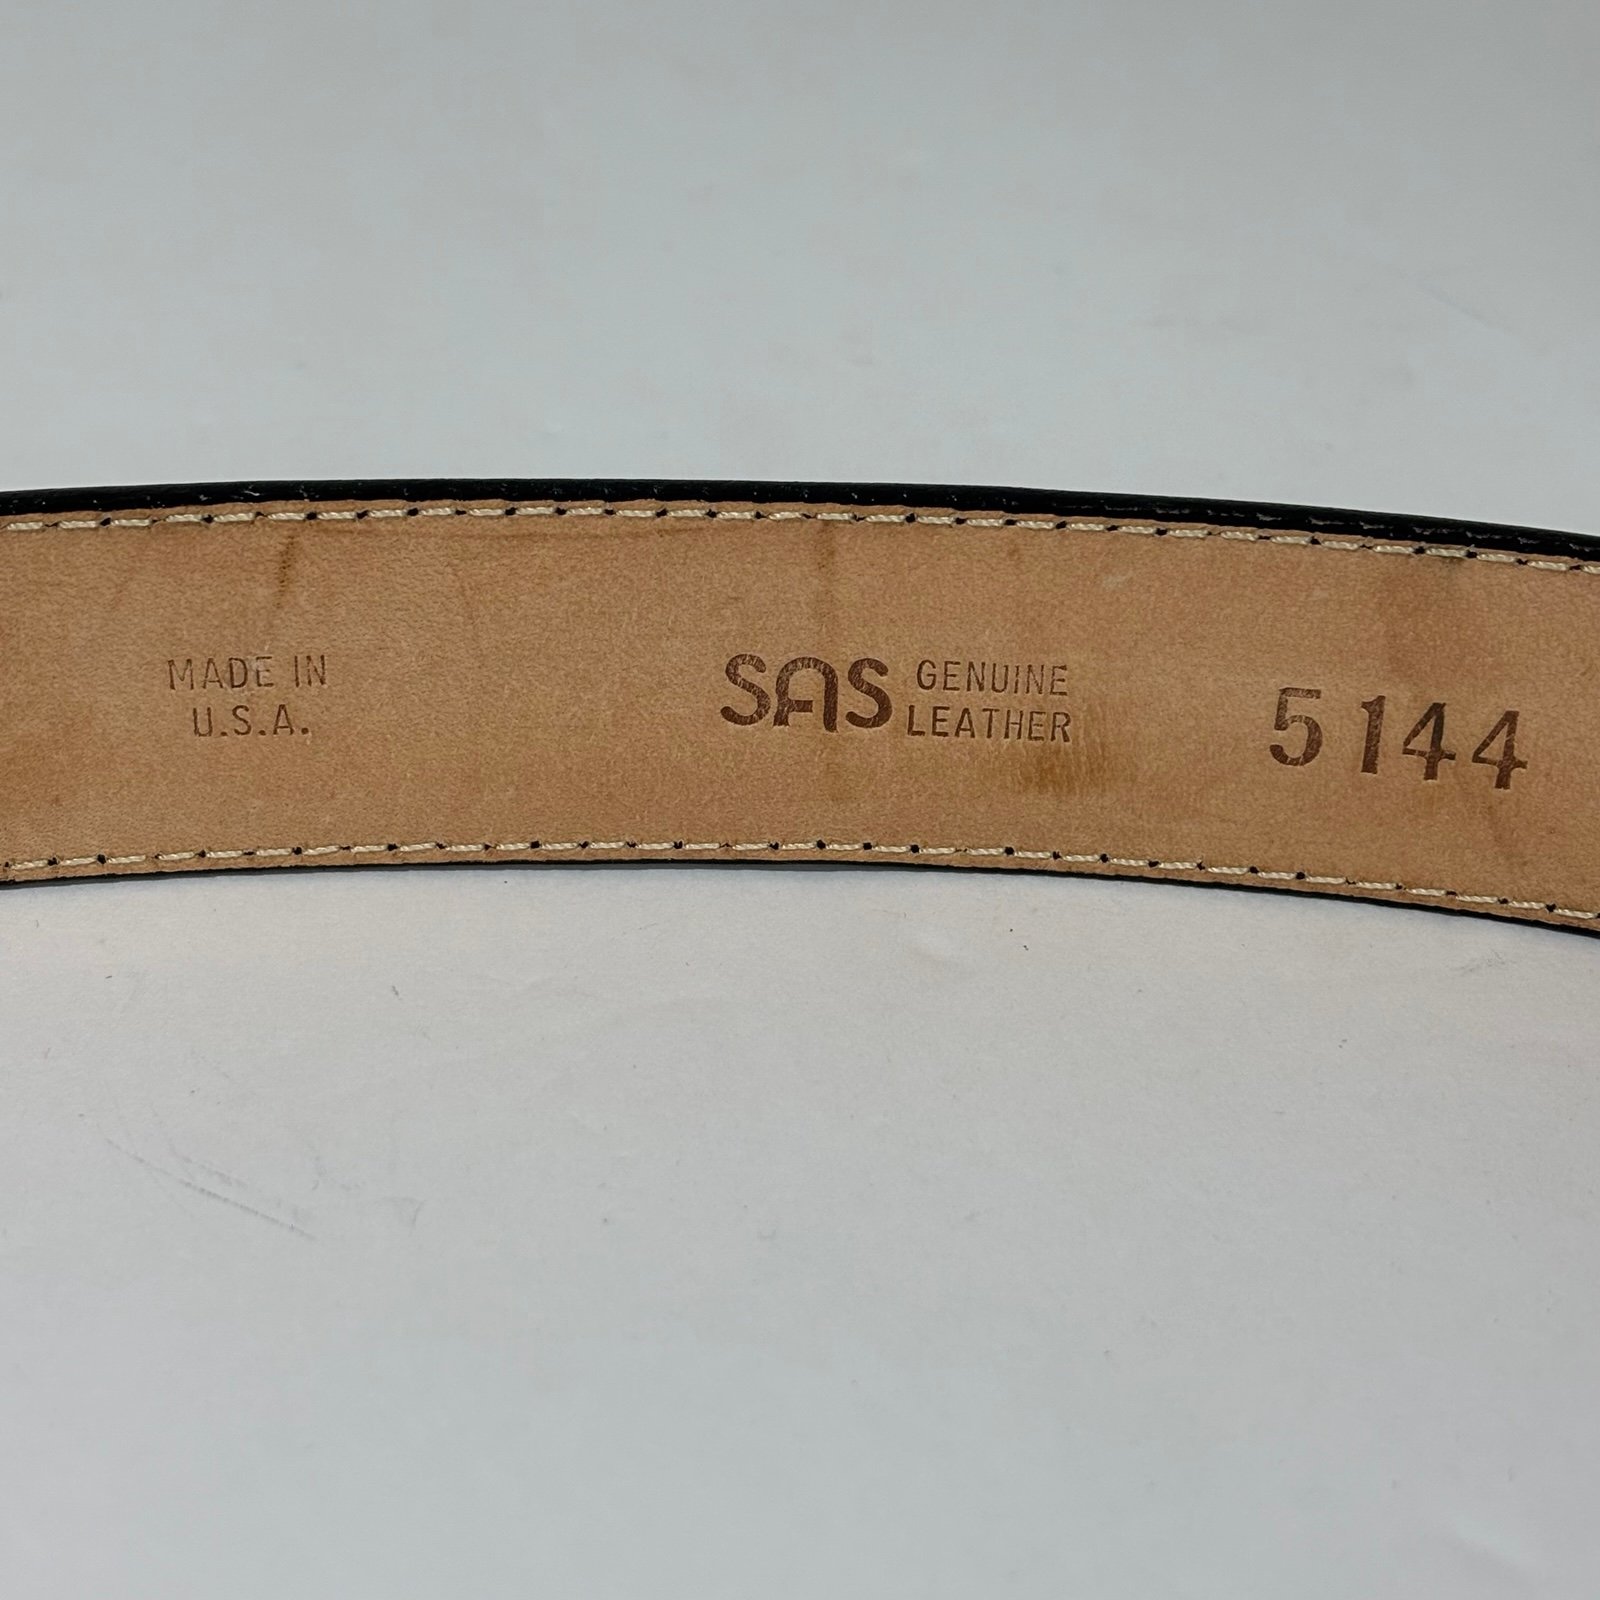 MADE IN
U.S.A.
SAS GENUINE
LEATHER
5144